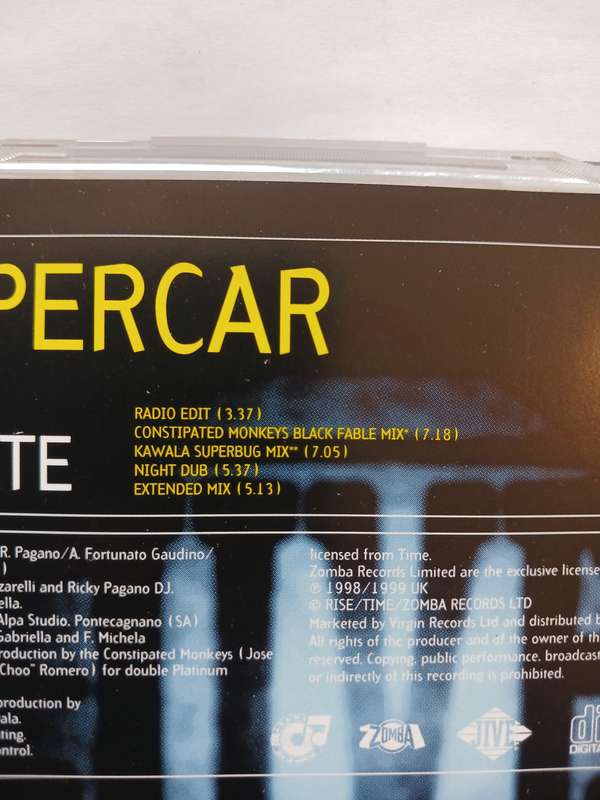 PERCAR
TE
RADIO EDIT (3.37)
CONSTIPATED MONKEYS BLACK FABLE MIX* (7.18)
KAWALA SUPERBUG MIX** (7.05)
NIGHT DUB (5.37)
EXTENDED MIX (5.13)
R. Pagano/A. Fortunato Gaudino/
)
zarelli and Ricky Pagano DJ.
ella.
Alpa Studio. Pontecagnano (SA)
Gabriella and F. Michela
roduction by the Constipated Monkeys (Jose
"Choo" Romero) for double Platinum
production by
ala.
ting.
ontrol.
licensed from Time.
Zomba Records Limited are the exclusive license
℗ 1998/1999 UK
© RISE/TIME/ZOMBA RECORDS LTD
Marketed by Virgin Records Ltd and distributed b
All rights of the producer and of the owner of th
reserved. Copying, public performance, broadcast
or indirectly of this recording is prohibited.
ZOMBA
JIVE
di
DIGITA